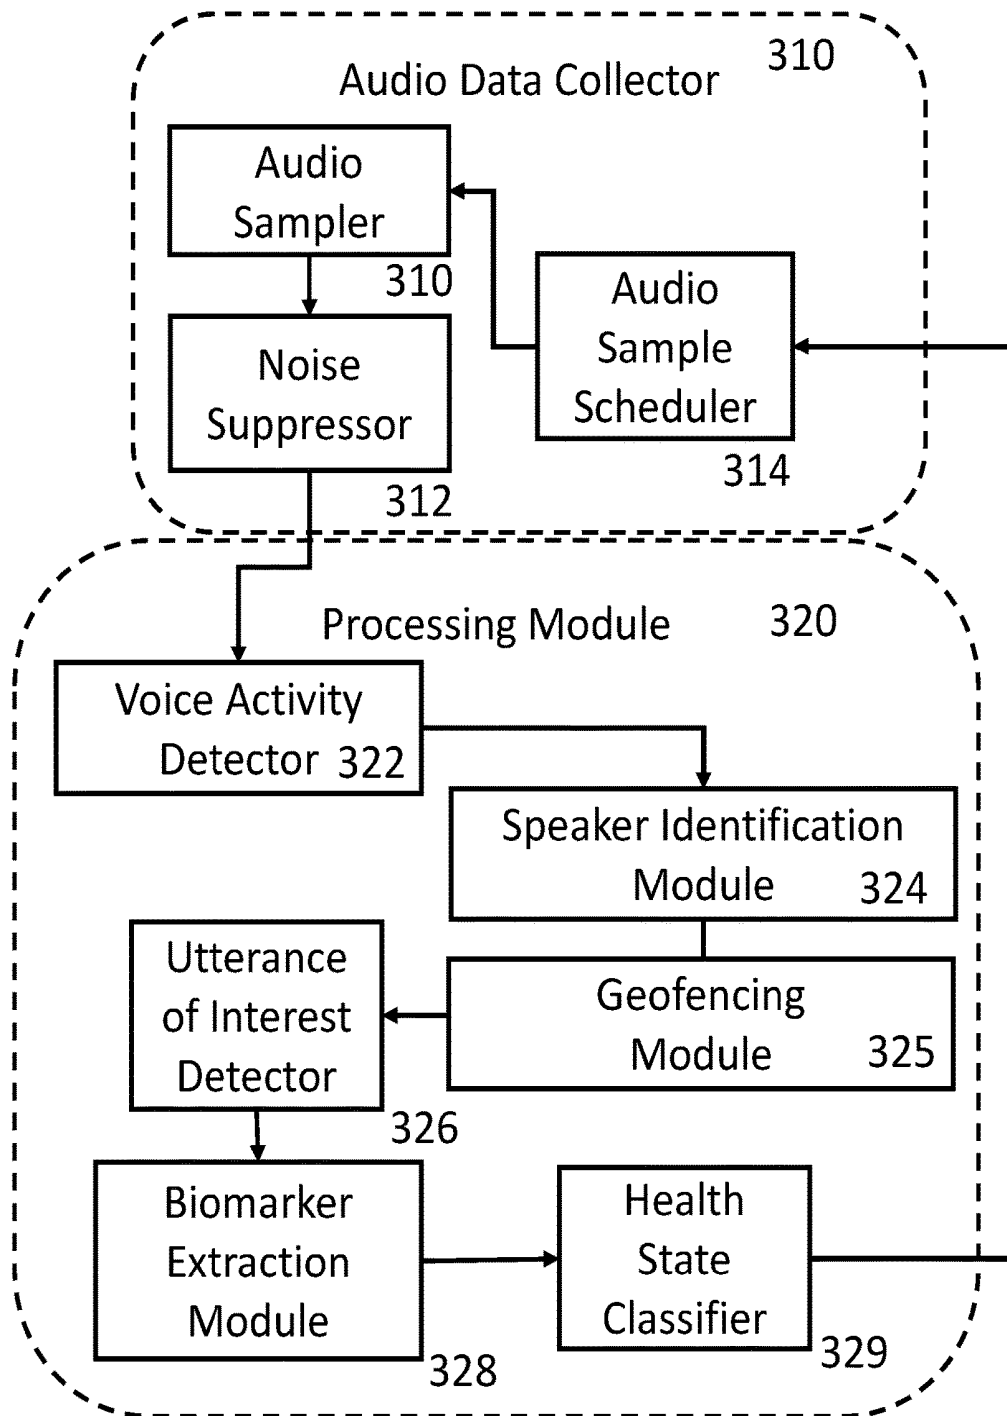 310
Audio Data Collector
Audio
Sampler
310
Audio
Sample
Scheduler
314
Noise
Suppressor
312
Processing Module 320
Voice Activity
Detector 322
Speaker Identification
Module 324
Geofencing
Module 325
Utterance
of Interest
Detector
326
Biomarker
Extraction
Module
328
Health
State
Classifier
329